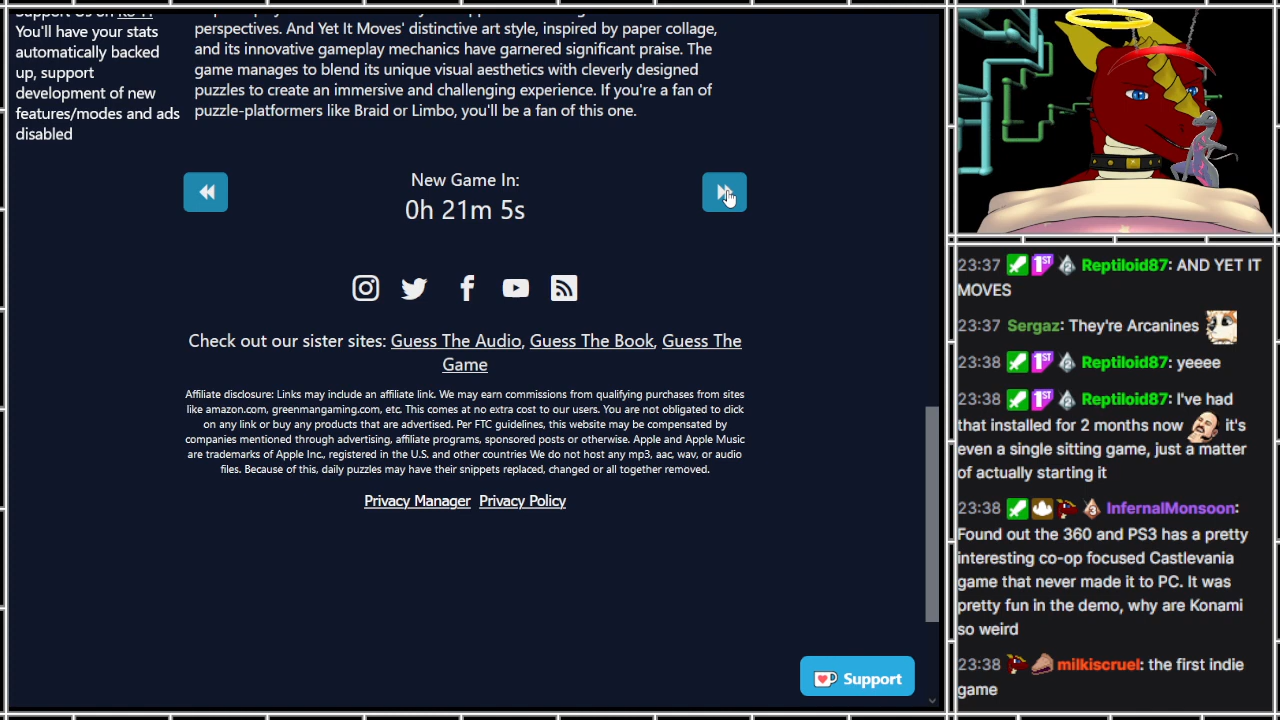 You'll have your stats
automatically backed
up, support
development of new
features/modes and ads
disabled
perspectives. And Yet It Moves' distinctive art style, inspired by paper collage,
and its innovative gameplay mechanics have garnered significant praise. The
game manages to blend its unique visual aesthetics with cleverly designed
puzzles to create an immersive and challenging experience. If you're a fan of
puzzle-platformers like Braid or Limbo, you'll be a fan of this one.
New Game In:
0h 21m 5s
Check out our sister sites: Guess The Audio, Guess The Book, Guess The
Game
Affiliate disclosure: Links may include an affiliate link. We may earn commissions from qualifying purchases from sites
like amazon.com, greenmatgaming.com, etc. This comes at no extra cost to our users. You are not obligated to click
on any link or buy any products that are advertised. Per FTC guidelines, this website may be compensated by
companies mentioned through advertising, affiliate programs, sponsored posts or otherwise. Apple and Apple Music
are trademarks of Apple Inc., registered in the U.S. and other countries We do not host any mp3, aac, wav, or audio
files. Because of this, daily puzzles may have their snippets replaced, changed or all together removed.
Privacy Manager Privacy Policy
Support
23:37 1ST 2 Reptiloid87: AND YET IT
MOVES
23:37 Sergaz: They're Arcanines
23:38 1ST 2 Reptiloid87: yeeee
23:38 1ST 2 Reptiloid87: I've had
that installed for 2 months now it's
even a single sitting game, just a matter
of actually starting it
23:38 3 InfernalMonsoon:
Found out the 360 and PS3 has a pretty
interesting co-op focused Castlevania
game that never made it to PC. It was
pretty fun in the demo, why are Konami
so weird
23:38 milkiscruel: the first indie
game